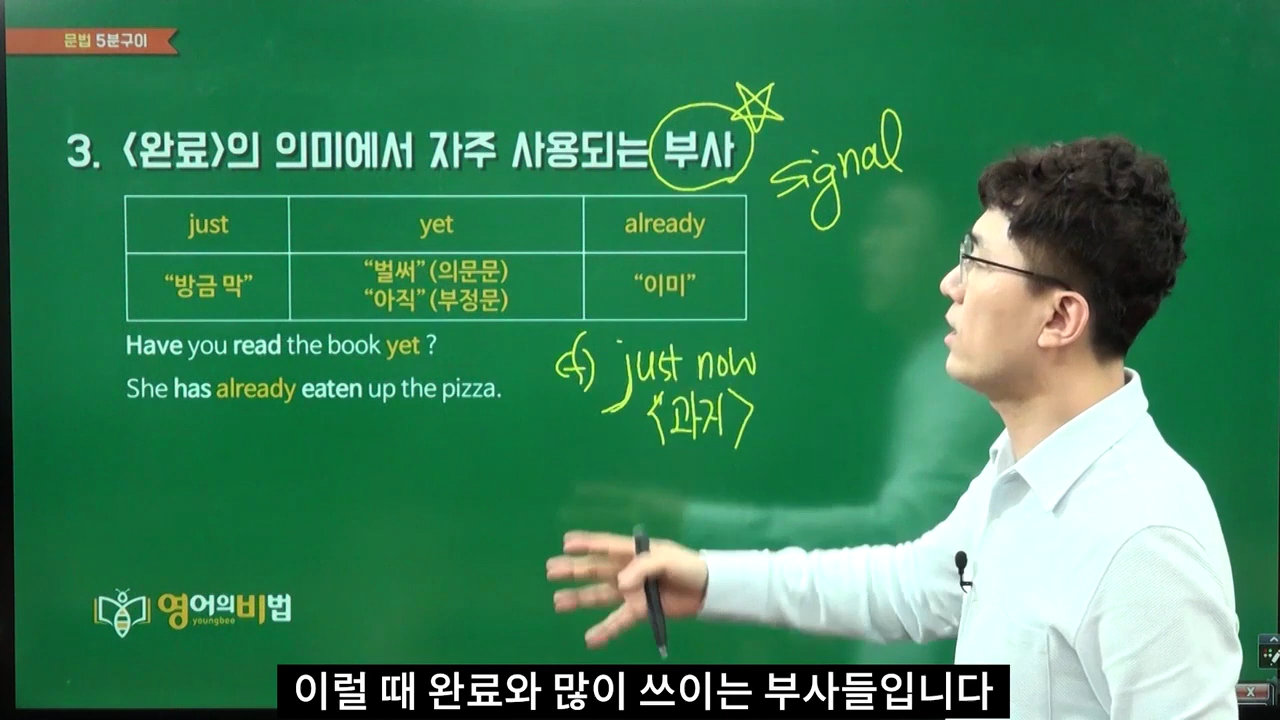 문법 5분구이
3. <완료>의 의미에서 자주 사용되는 부사
signal
just yet already
“방금 막” “벌써” (의문문) “이미”
“아직” (부정문)
Have you read the book yet ?
She has already eaten up the pizza.
cf) just now
<과거>
영어의비법
youngbee
이럴 때 완료와 많이 쓰이는 부사들입니다